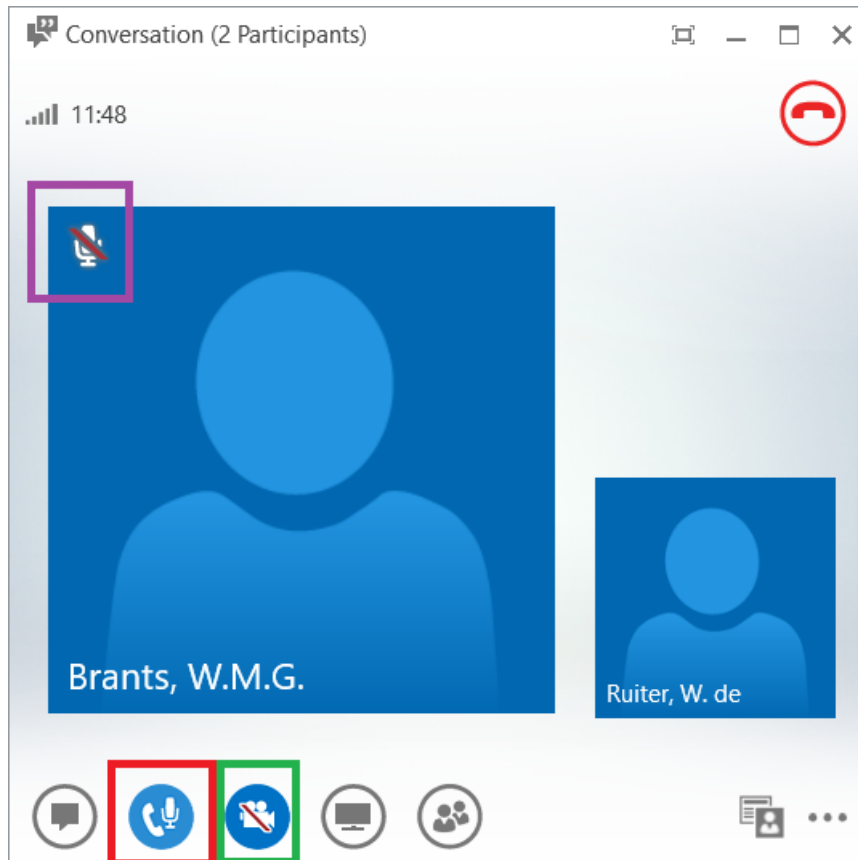 Conversation (2 Participants)
11:48
Brants, W.M.G.
Ruiter, W. de